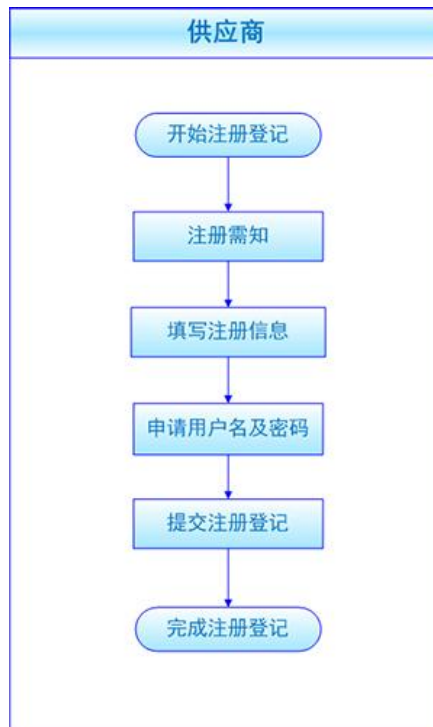 供应商
开始注册登记
注册需知
填写注册信息
申请用户名及密码
提交注册登记
完成注册登记